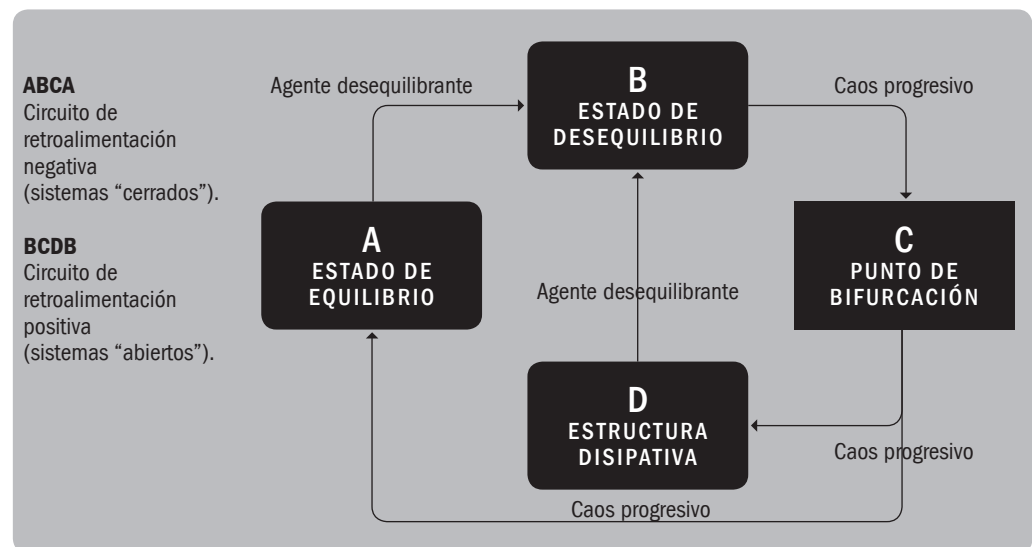 ABCA
Circuito de
retroalimentación
negativa
(sistemas “cerrados”).
BCDB
Circuito de
retroalimentación
positiva
(sistemas “abiertos”).
Agente desequilibrante
B
ESTADO DE
DESEQUILIBRIO
Caos progresivo
A
ESTADO DE
EQUILIBRIO
Agente desequilibrante
C
PUNTO DE
BIFURCACIÓN
D
ESTRUCTURA
DISIPATIVA
Caos progresivo
Caos progresivo